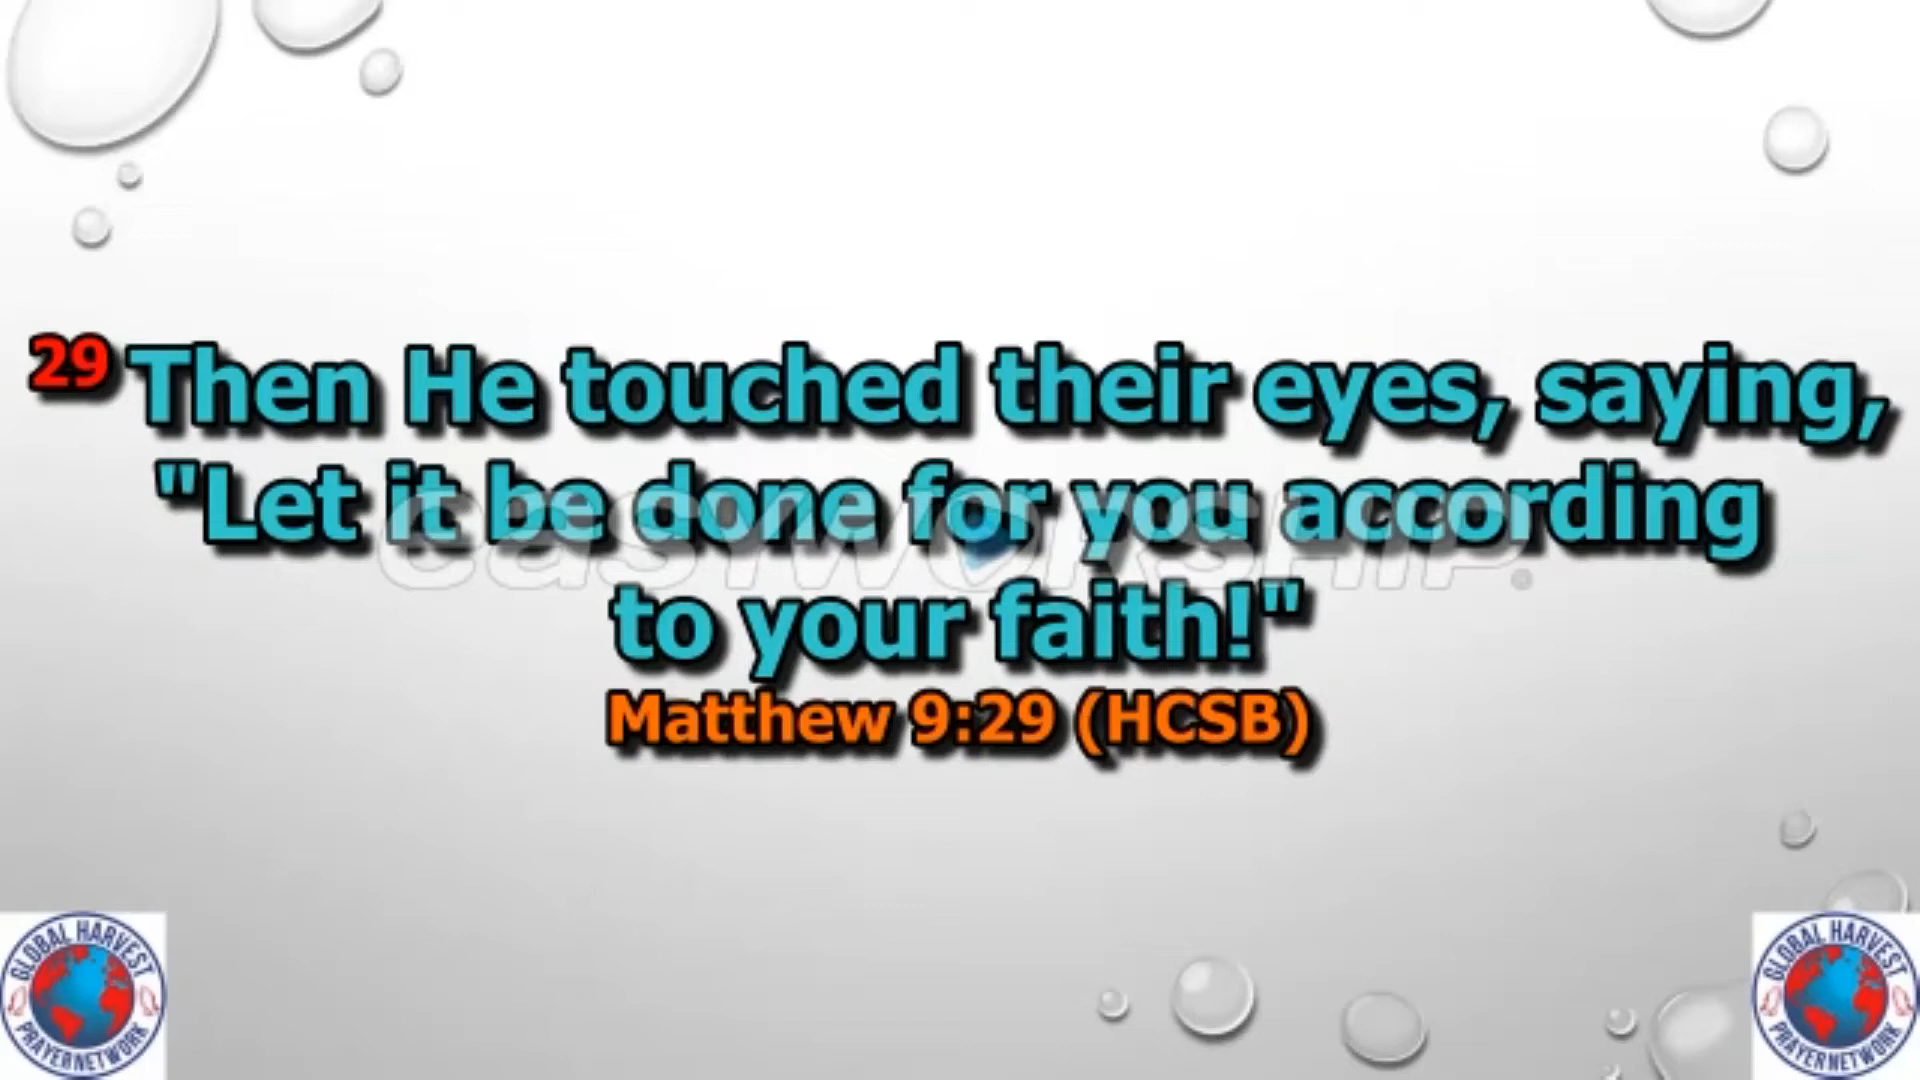 29 Then He touched their eyes, saying,
"Let it be done for you according
to your faith!"
Matthew 9:29 (HCSB)
EASYWORSHIP
GLOBAL HARVEST
PRAYERNETWORK
GLOBAL HARVEST
PRAYERNETWORK